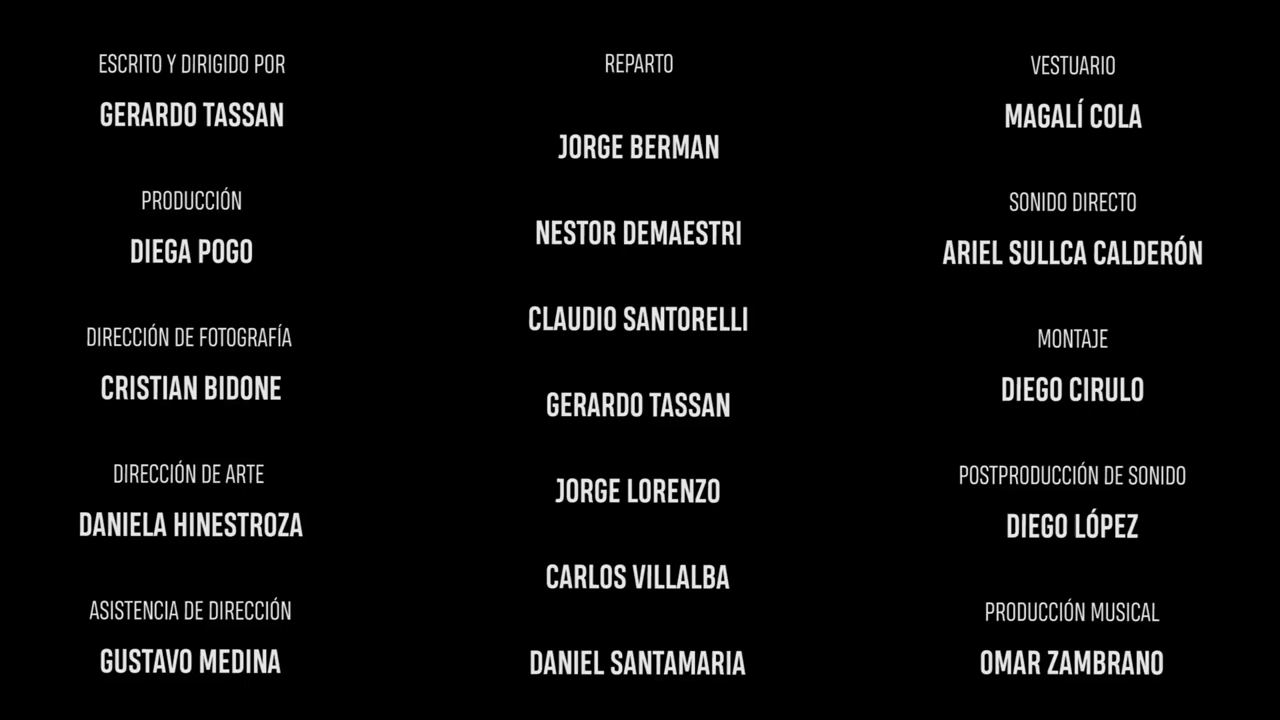 ESCRITO Y DIRIGIDO POR
GERARDO TASSAN
PRODUCCIÓN
DIEGA POGO
DIRECCIÓN DE FOTOGRAFÍA
CRISTIAN BIDONE
DIRECCIÓN DE ARTE
DANIELA HINESTROZA
ASISTENCIA DE DIRECCIÓN
GUSTAVO MEDINA
REPARTO
JORGE BERMAN
NESTOR DEMAESTRI
CLAUDIO SANTORELLI
GERARDO TASSAN
JORGE LORENZO
CARLOS VILLALBA
DANIEL SANTAMARIA
VESTUARIO
MAGALÍ COLA
SONIDO DIRECTO
ARIEL SULLCA CALDERÓN
MONTAJE
DIEGO CIRULO
POSTPRODUCCIÓN DE SONIDO
DIEGO LÓPEZ
PRODUCCIÓN MUSICAL
OMAR ZAMBRANO